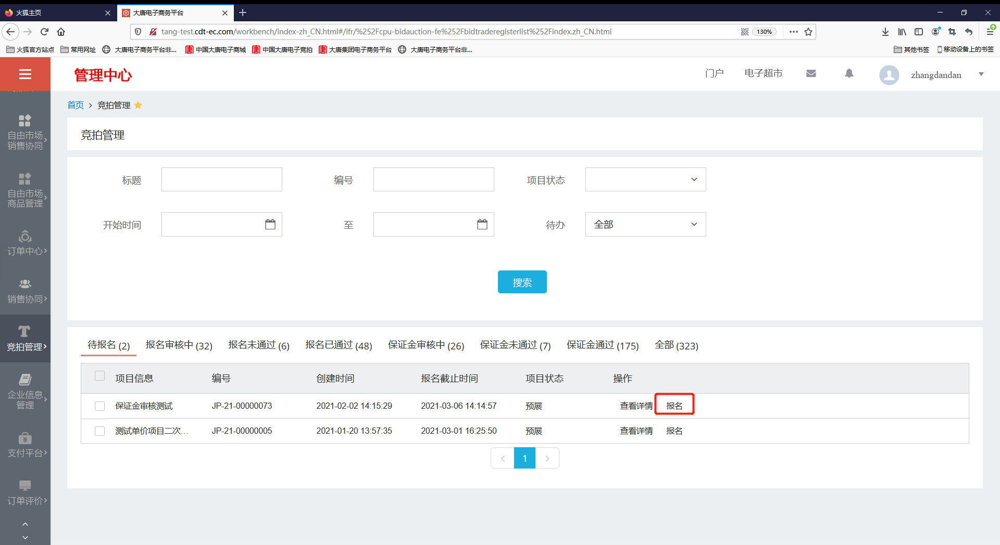 火狐主页
大唐电子商务平台
tang-test.cdt-ec.com/workbench/index-zh_CN.html#/ifr/%252Fcpu-bidauction-fe%252Fbidtraderegisterlist%252Findex.zh_CN.html
130%
火狐官方站点 常用网址 大唐电子商务平台非... 中国大唐电子商城 中国大唐电子竞拍 大唐集团电子商务平台 大唐电子商务平台非... 其他书签 移动设备上的书签
管理中心 门户 电子超市 zhangdandan
首页 > 竞拍管理
自由市场
销售协同
自由市场
商品管理
订单中心
销售协同
竞拍管理
企业信息
管理
支付平台
订单评价
竞拍管理
标题 编号 项目状态
开始时间 至 待办 全部
搜索
待报名 (2) 报名审核中 (32) 报名未通过 (6) 报名已通过 (48) 保证金审核中 (26) 保证金未通过 (7) 保证金通过 (175) 全部 (323)
项目信息 编号 创建时间 报名截止时间 项目状态 操作
保证金审核测试 JP-21-00000073 2021-02-02 14:15:29 2021-03-06 14:14:57 预展 查看详情 报名
测试单价项目二次... JP-21-00000005 2021-01-20 13:57:35 2021-03-01 16:25:50 预展 查看详情 报名
1